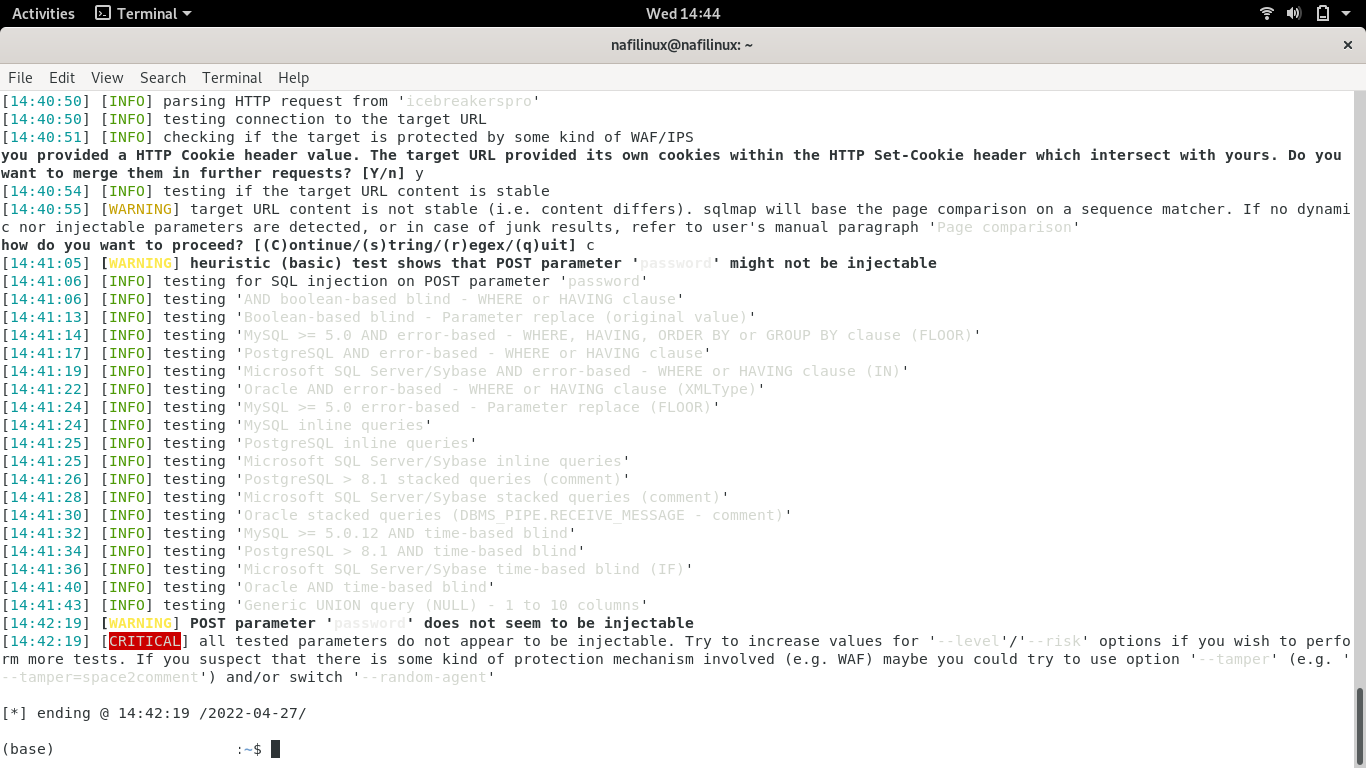 Activities Terminal Wed 14:44
nafilinux@nafilinux: ~ ×
File Edit View Search Terminal Help
[14:40:50] [INFO] parsing HTTP request from 'icebreakerspro'
[14:40:50] [INFO] testing connection to the target URL
[14:40:51] [INFO] checking if the target is protected by some kind of WAF/IPS
you provided a HTTP Cookie header value. The target URL provided its own cookies within the HTTP Set-Cookie header which intersect with yours. Do you
want to merge them in further requests? [Y/n] y
[14:40:54] [INFO] testing if the target URL content is stable
[14:40:55] [WARNING] target URL content is not stable (i.e. content differs). sqlmap will base the page comparison on a sequence matcher. If no dynami
c nor injectable parameters are detected, or in case of junk results, refer to user's manual paragraph 'Page comparison'
how do you want to proceed? [(C)ontinue/(s)tring/(r)egex/(q)uit] c
[14:41:05] [WARNING] heuristic (basic) test shows that POST parameter 'password' might not be injectable
[14:41:06] [INFO] testing for SQL injection on POST parameter 'password'
[14:41:06] [INFO] testing 'AND boolean-based blind - WHERE or HAVING clause'
[14:41:13] [INFO] testing 'Boolean-based blind - Parameter replace (original value)'
[14:41:14] [INFO] testing 'MySQL >= 5.0 AND error-based - WHERE, HAVING, ORDER BY or GROUP BY clause (FLOOR)'
[14:41:17] [INFO] testing 'PostgreSQL AND error-based - WHERE or HAVING clause'
[14:41:19] [INFO] testing 'Microsoft SQL Server/Sybase AND error-based - WHERE or HAVING clause (IN)'
[14:41:22] [INFO] testing 'Oracle AND error-based - WHERE or HAVING clause (XMLType)'
[14:41:24] [INFO] testing 'MySQL >= 5.0 error-based - Parameter replace (FLOOR)'
[14:41:24] [INFO] testing 'MySQL inline queries'
[14:41:25] [INFO] testing 'PostgreSQL inline queries'
[14:41:25] [INFO] testing 'Microsoft SQL Server/Sybase inline queries'
[14:41:26] [INFO] testing 'PostgreSQL > 8.1 stacked queries (comment)'
[14:41:28] [INFO] testing 'Microsoft SQL Server/Sybase stacked queries (comment)'
[14:41:30] [INFO] testing 'Oracle stacked queries (DBMS_PIPE.RECEIVE_MESSAGE - comment)'
[14:41:32] [INFO] testing 'MySQL >= 5.0.12 AND time-based blind'
[14:41:34] [INFO] testing 'PostgreSQL > 8.1 AND time-based blind'
[14:41:36] [INFO] testing 'Microsoft SQL Server/Sybase time-based blind (IF)'
[14:41:40] [INFO] testing 'Oracle AND time-based blind'
[14:41:43] [INFO] testing 'Generic UNION query (NULL) - 1 to 10 columns'
[14:42:19] [WARNING] POST parameter 'password' does not seem to be injectable
[14:42:19] [CRITICAL] all tested parameters do not appear to be injectable. Try to increase values for '--level'/'--risk' options if you wish to perfo
rm more tests. If you suspect that there is some kind of protection mechanism involved (e.g. WAF) maybe you could try to use option '--tamper' (e.g. '
--tamper=space2comment') and/or switch '--random-agent'
[*] ending @ 14:42:19 /2022-04-27/
(base) :~$